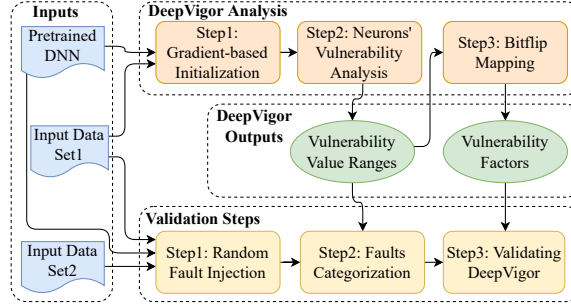 Inputs
Pretrained
DNN
Input Data
Set1
Input Data
Set2
DeepVigor Analysis
Step1:
Gradient-based
Initialization
Step2: Neurons'
Vulnerability
Analysis
Step3: Bitflip
Mapping
DeepVigor
Outputs
Vulnerability
Value Ranges
Vulnerability
Factors
Validation Steps
Step1: Random
Fault Injection
Step2: Faults
Categorization
Step3: Validating
DeepVigor